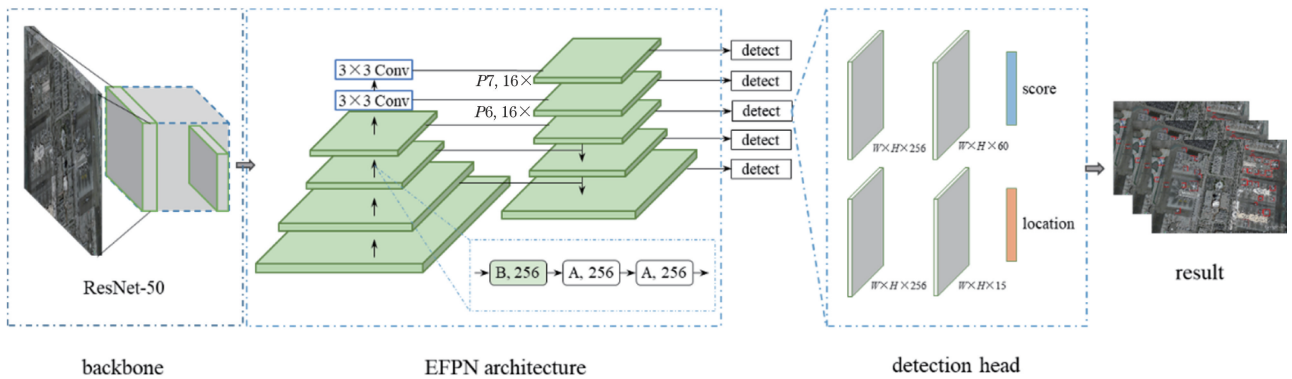 ResNet-50
backbone
3×3 Conv
3×3 Conv
P7, 16×
P6, 16×
B, 256
A, 256
A, 256
EFPN architecture
detect
detect
detect
detect
detect
W×H×256
W×H×60
score
W×H×256
W×H×15
location
detection head
result